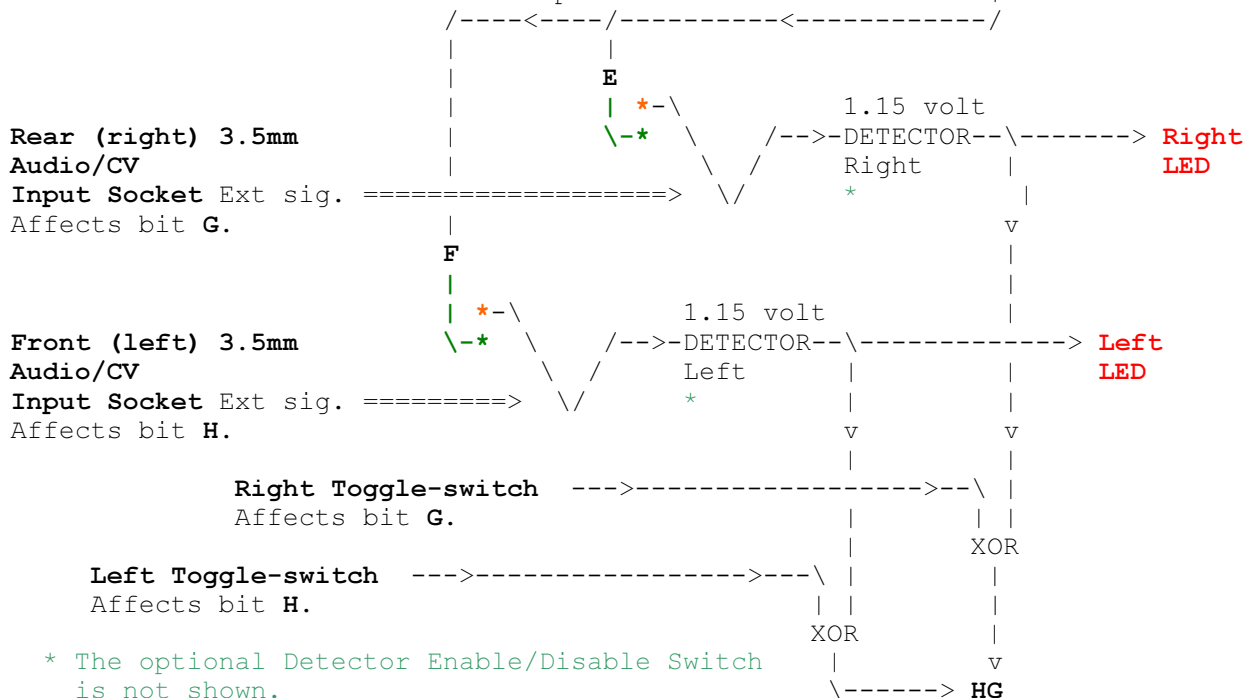 /----<----/----------<------------/
|         |
|         E
|         | *-\        1.15 volt
Rear (right) 3.5mm | \-* \ /-->-DETECTOR--\-------> Right
Audio/CV | \ / Right | LED
Input Socket Ext sig. ===================> \/ * |
Affects bit G. | v
F |
| |
| *-\ 1.15 volt |
Front (left) 3.5mm \-* \ /-->-DETECTOR--\-------------> Left
Audio/CV \ / Left | | LED
Input Socket Ext sig. =========> \/ * | |
Affects bit H. v v
| |
Right Toggle-switch --->------------------>--\ |
Affects bit G. | | |
| XOR
Left Toggle-switch --->----------------->---\ | |
Affects bit H. | | |
XOR |
* The optional Detector Enable/Disable Switch | v
is not shown. \------> HG